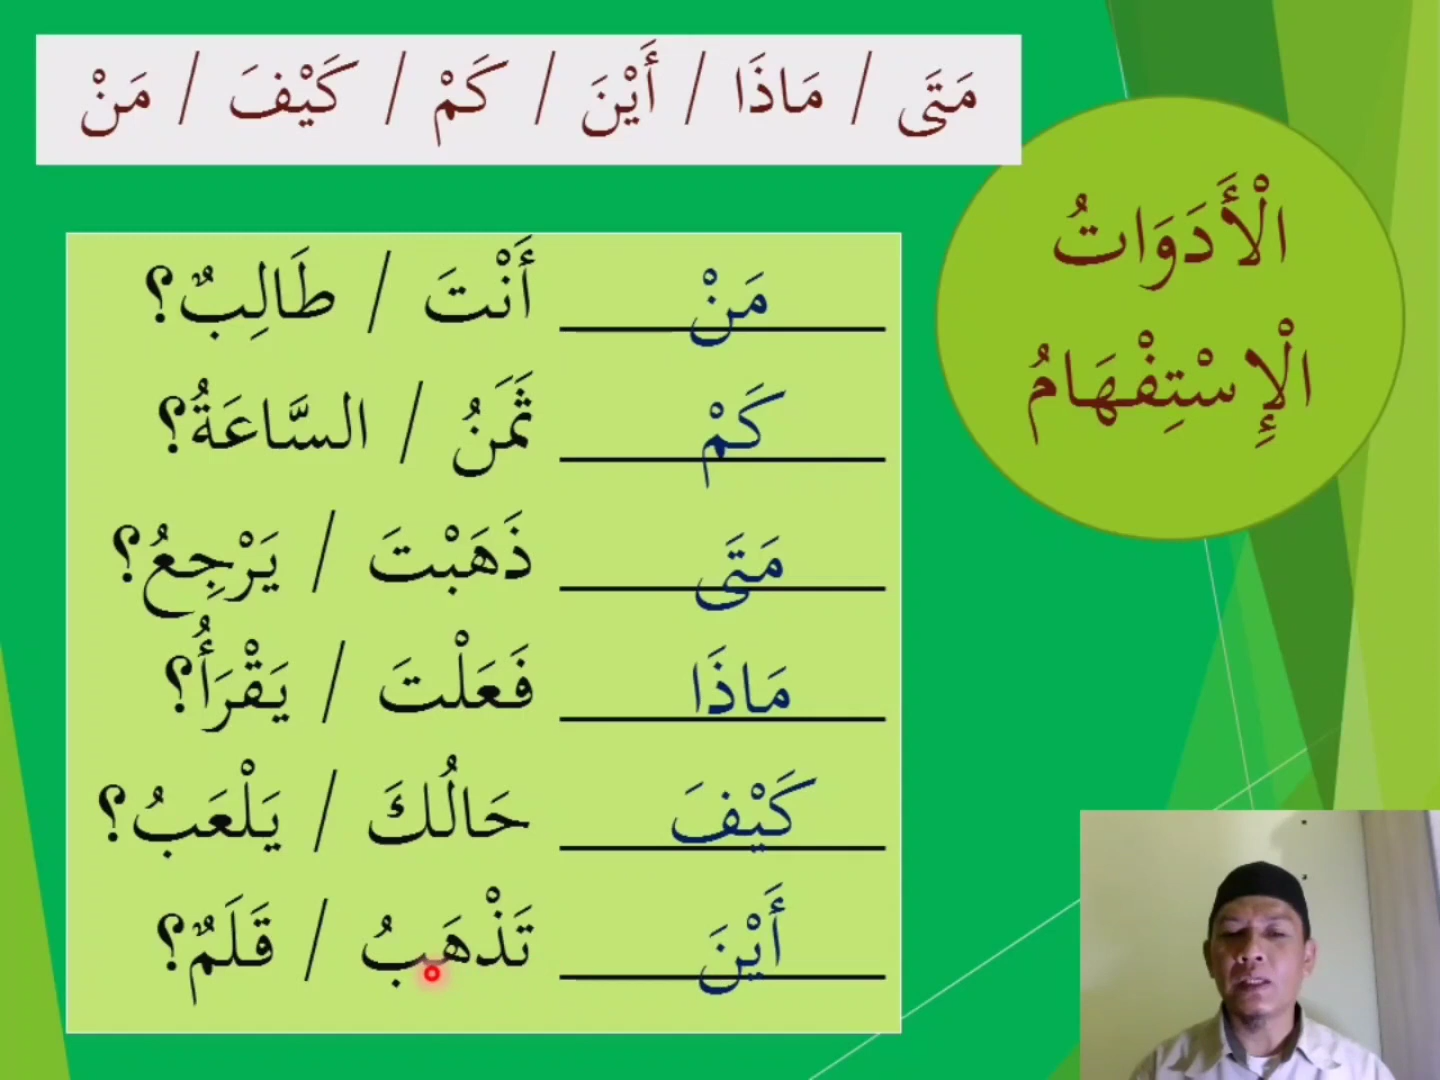 مَتَى / مَاذَا / أَيْنَ / كَمْ / كَيْفَ / مَنْ
الْأَدَوَاتُ
الْإِسْتِفْهَامُ
مَنْ أَنْتَ / طَالِبٌ؟
كَمْ ثَمَنُ / السَّاعَةُ؟
مَتَى ذَهَبْتَ / يَرْجِعُ؟
مَاذَا فَعَلْتَ / يَقْرَأُ؟
كَيْفَ حَالُكَ / يَلْعَبُ؟
أَيْنَ تَذْهَبُ / قَلَمٌ؟